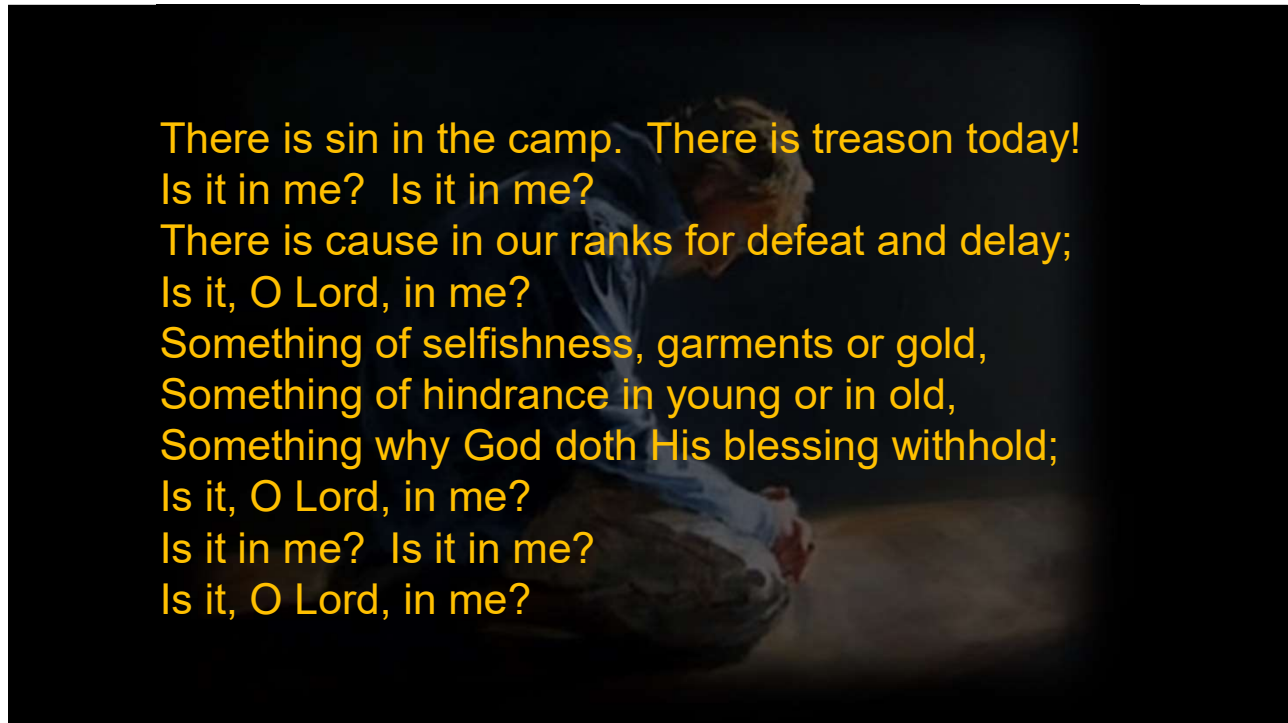 There is sin in the camp.  There is treason today!
Is it in me?  Is it in me?
There is cause in our ranks for defeat and delay;
Is it, O Lord, in me?
Something of selfishness, garments or gold,
Something of hindrance in young or in old,
Something why God doth His blessing withhold;
Is it, O Lord, in me?
Is it in me?  Is it in me?
Is it, O Lord, in me?